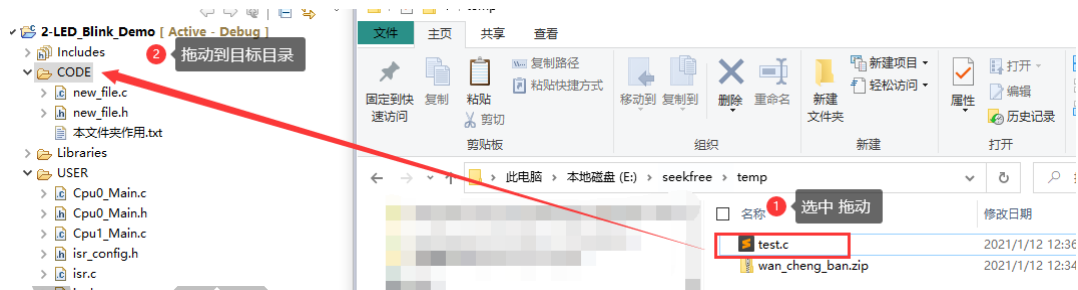 2-LED_Blink_Demo [ Active - Debug ]
Includes
2 拖动到目标目录
CODE
new_file.c
new_file.h
本文件夹作用.txt
Libraries
USER
Cpu0_Main.c
Cpu0_Main.h
Cpu1_Main.c
isr_config.h
isr.c
temp
文件 主页 共享 查看
固定到快速访问
复制
粘贴
复制路径
粘贴快捷方式
剪切
剪贴板
移动到 复制到 删除 重命名
组织
新建文件夹
新建项目
轻松访问
新建
属性
打开
编辑
历史记录
打开
此电脑 > 本地磁盘 (E:) > seekfree > temp
名称
修改日期
1 选中 拖动
test.c 2021/1/12 12:36
wan_cheng_ban.zip 2021/1/12 12:34